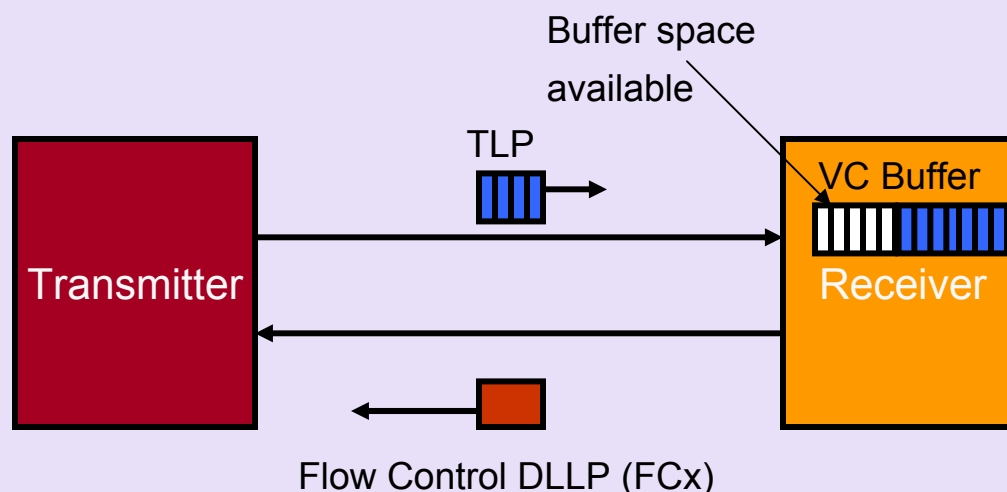 Buffer space
available
TLP
VC Buffer
Transmitter
Receiver
Flow Control DLLP (FCx)